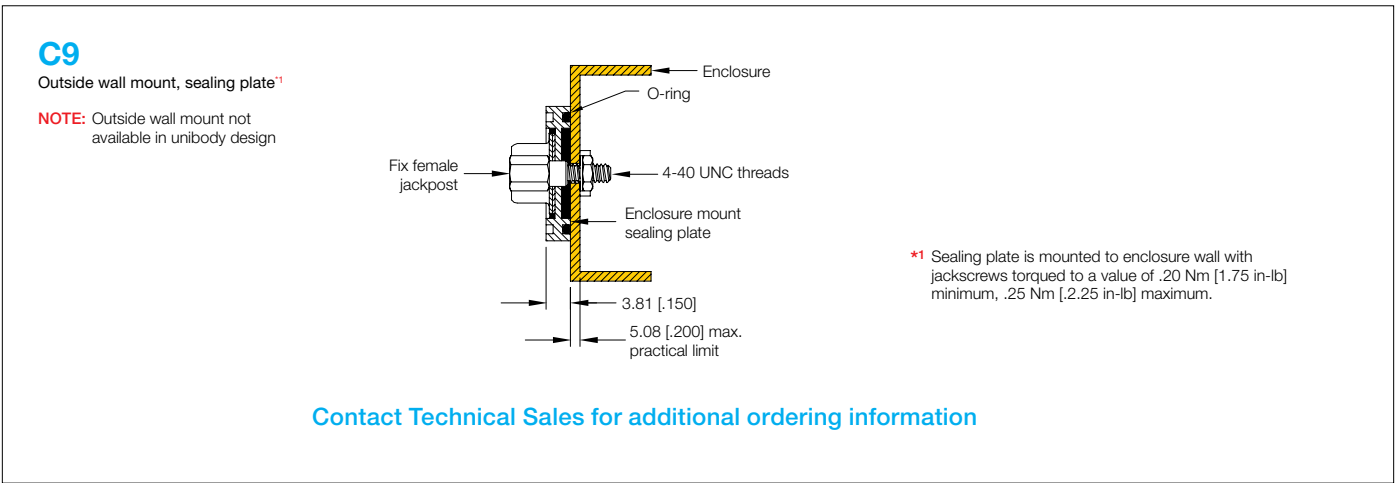 C9
Outside wall mount, sealing plate*1
NOTE: Outside wall mount not
available in unibody design
Enclosure
O-ring
Fix female
jackpost
4-40 UNC threads
Enclosure mount
sealing plate
*1 Sealing plate is mounted to enclosure wall with
jackscrews torqued to a value of .20 Nm [1.75 in-lb]
minimum, .25 Nm [.2.25 in-lb] maximum.
3.81 [.150]
5.08 [.200] max.
practical limit
Contact Technical Sales for additional ordering information